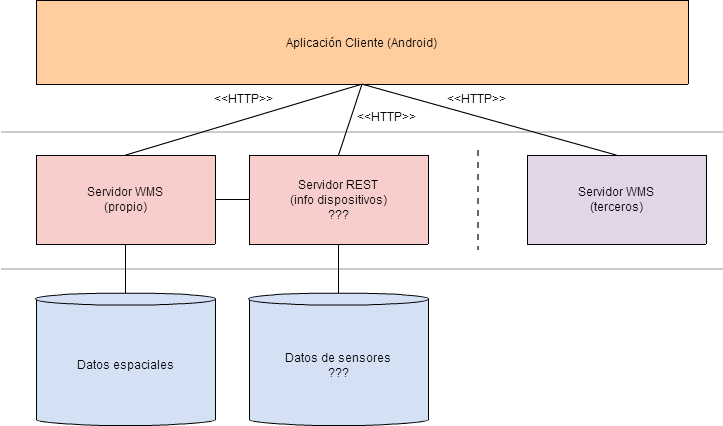 Aplicación Cliente (Android)
<<HTTP>>
<<HTTP>>
<<HTTP>>
Servidor WMS
(propio)
Servidor REST
(info dispositivos)
???
Servidor WMS
(terceros)
Datos espaciales
Datos de sensores
???